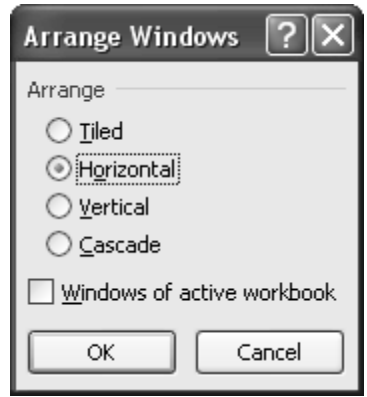 Arrange Windows ?
Arrange
Tiled
Horizontal
Vertical
Cascade
Windows of active workbook
OK Cancel